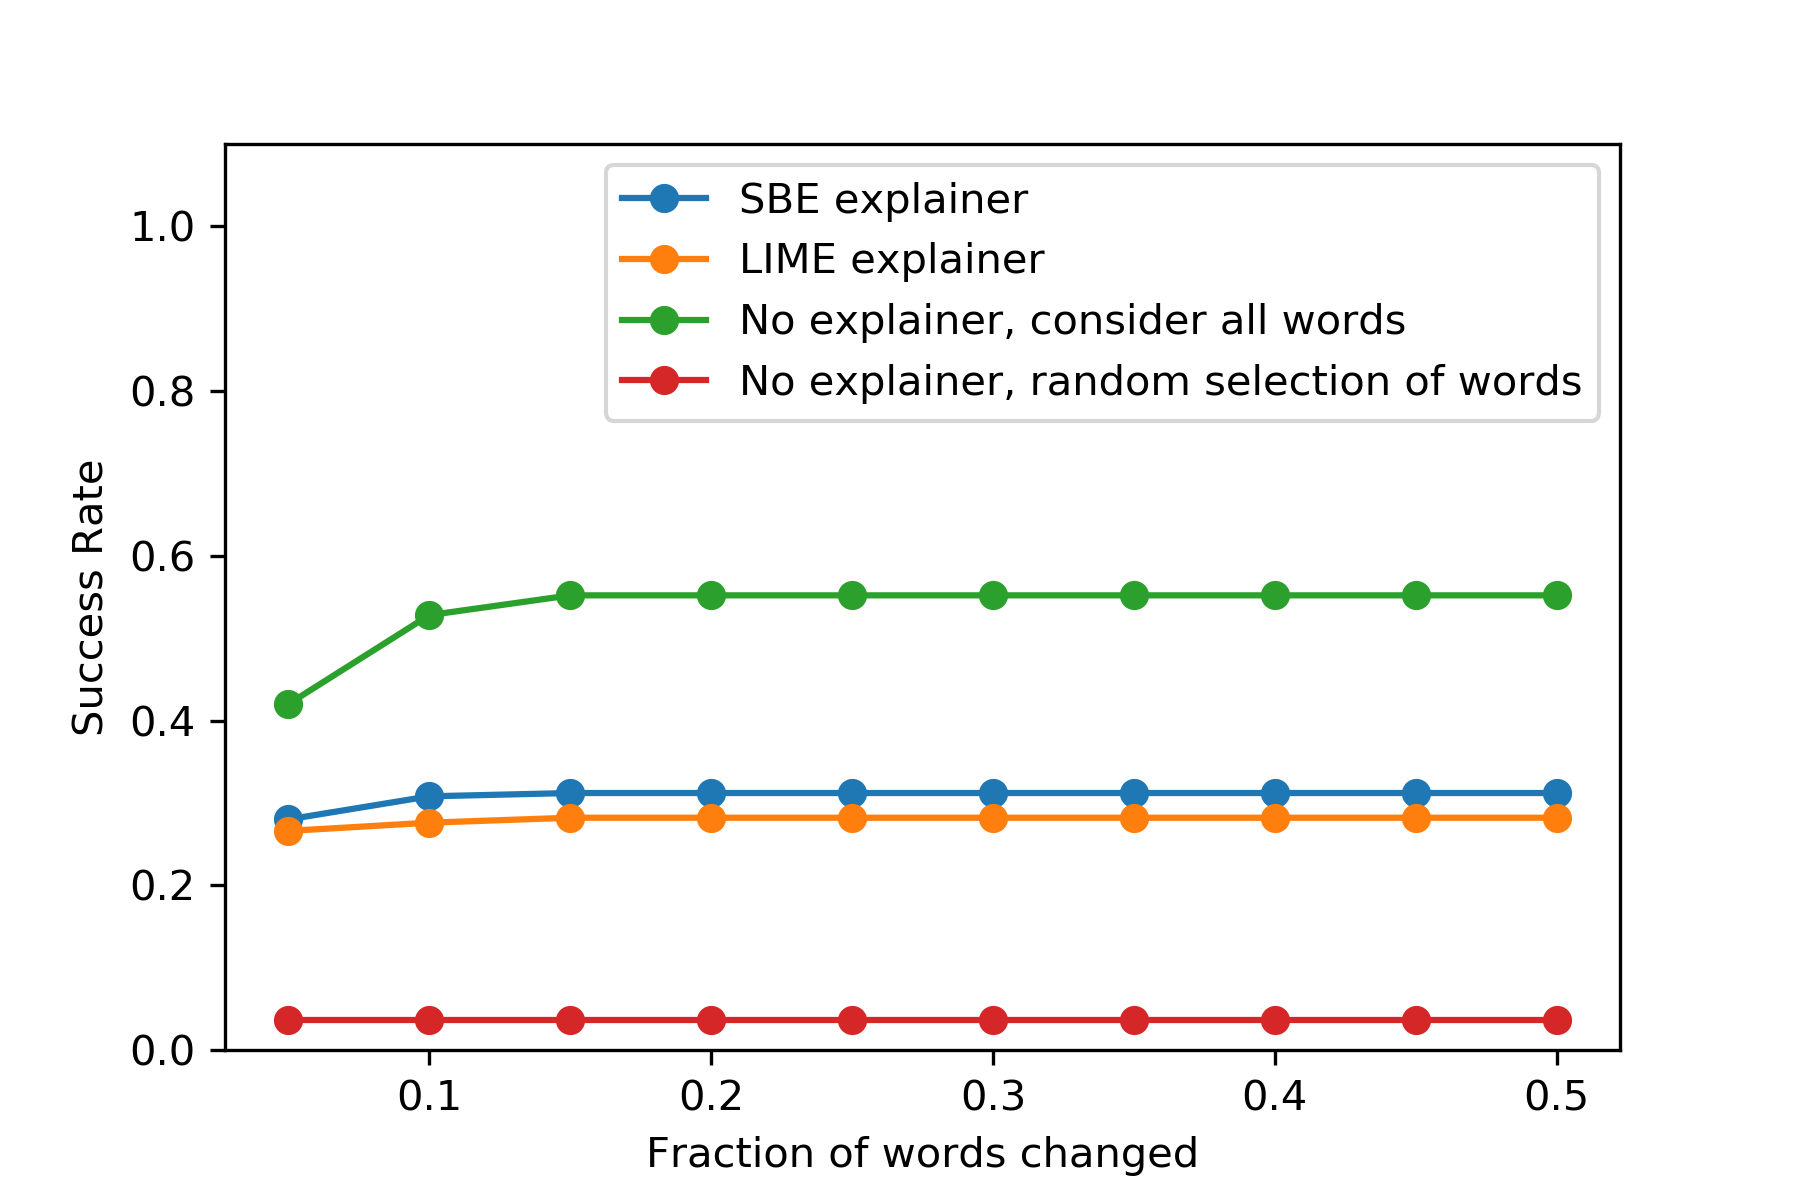 SBE explainer
LIME explainer
No explainer, consider all words
No explainer, random selection of words
Success Rate
1.0
0.8
0.6
0.4
0.2
0.0
0.1 0.2 0.3 0.4 0.5
Fraction of words changed